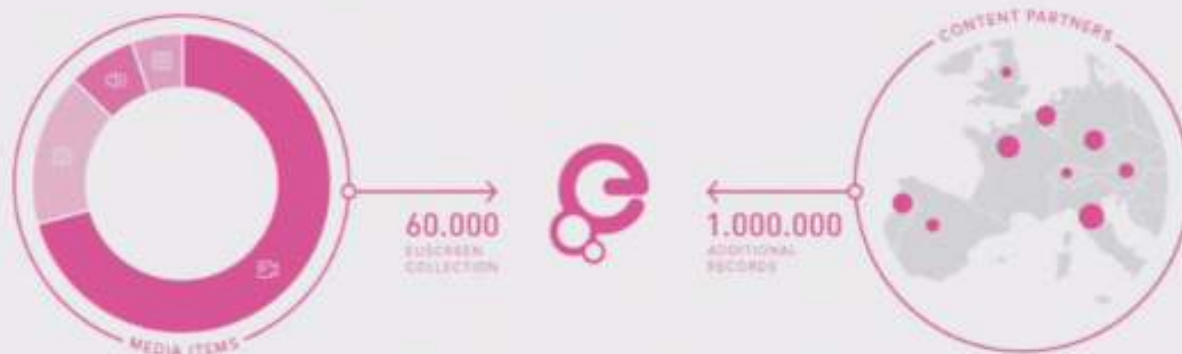 CONTENT PARTNERS
60.000
EUSCREEN
COLLECTION
1.000.000
ADDITIONAL
RECORDS
MEDIA ITEMS